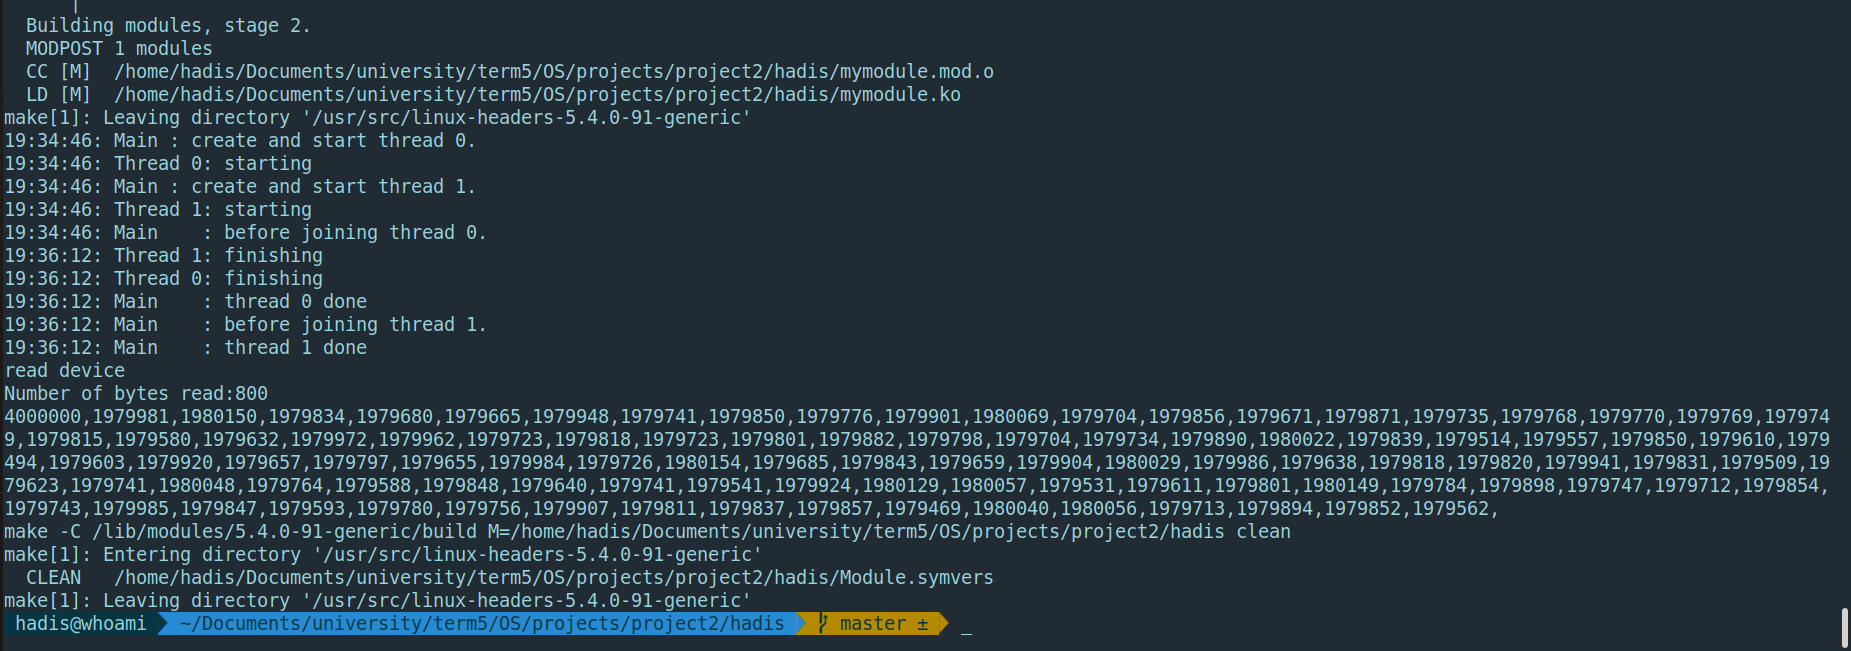 Building modules, stage 2.
MODPOST 1 modules
CC [M]  /home/hadis/Documents/university/term5/OS/projects/project2/hadis/mymodule.mod.o
LD [M]  /home/hadis/Documents/university/term5/OS/projects/project2/hadis/mymodule.ko
make[1]: Leaving directory '/usr/src/linux-headers-5.4.0-91-generic'
19:34:46: Main : create and start thread 0.
19:34:46: Thread 0: starting
19:34:46: Main : create and start thread 1.
19:34:46: Thread 1: starting
19:34:46: Main    : before joining thread 0.
19:36:12: Thread 1: finishing
19:36:12: Thread 0: finishing
19:36:12: Main    : thread 0 done
19:36:12: Main    : before joining thread 1.
19:36:12: Main    : thread 1 done
read device
Number of bytes read:800
4000000,1979981,1980150,1979834,1979680,1979665,1979948,1979741,1979850,1979776,1979901,1980069,1979704,1979856,1979671,1979871,1979735,1979768,1979770,1979769,197974
9,1979815,1979580,1979632,1979972,1979962,1979723,1979818,1979723,1979801,1979882,1979798,1979704,1979734,1979890,1980022,1979839,1979514,1979557,1979850,1979610,1979
494,1979603,1979920,1979657,1979797,1979655,1979984,1979726,1980154,1979685,1979843,1979659,1979904,1980029,1979986,1979638,1979818,1979820,1979941,1979831,1979509,19
79623,1979741,1980048,1979764,1979588,1979848,1979640,1979741,1979541,1979924,1980129,1980057,1979531,1979611,1979801,1980149,1979784,1979898,1979747,1979712,1979854,
1979743,1979985,1979847,1979593,1979780,1979756,1979907,1979811,1979837,1979857,1979469,1980040,1980056,1979713,1979894,1979852,1979562,
make -C /lib/modules/5.4.0-91-generic/build M=/home/hadis/Documents/university/term5/OS/projects/project2/hadis clean
make[1]: Entering directory '/usr/src/linux-headers-5.4.0-91-generic'
CLEAN   /home/hadis/Documents/university/term5/OS/projects/project2/hadis/Module.symvers
make[1]: Leaving directory '/usr/src/linux-headers-5.4.0-91-generic'
hadis@whoami ~/Documents/university/term5/OS/projects/project2/hadis master ± _